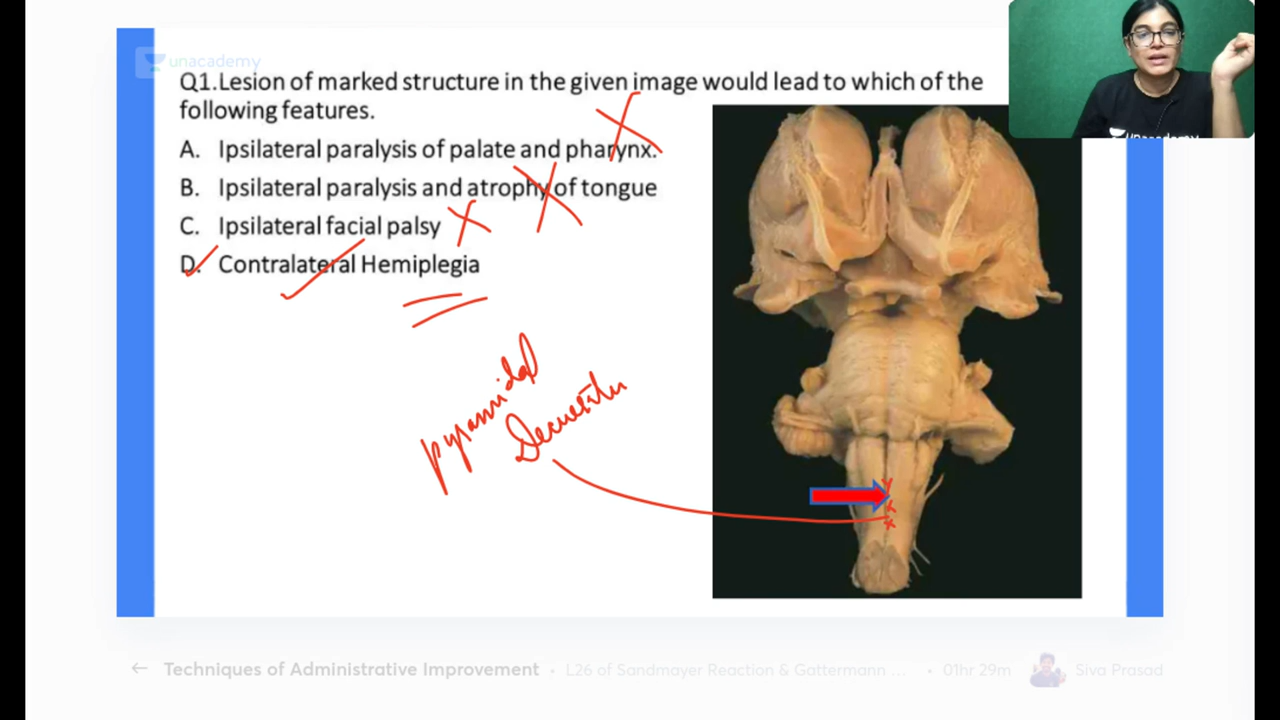 unacademy
Q1.Lesion of marked structure in the given image would lead to which of the
following features.
A. Ipsilateral paralysis of palate and pharynx.
B. Ipsilateral paralysis and atrophy of tongue
C. Ipsilateral facial palsy
D. Contralateral Hemiplegia
pyramidal
unacademy
Techniques of Administrative Improvement • L26 of Sandmayer Reaction & Gattermann ... • 01hr 29m Siva Prasad